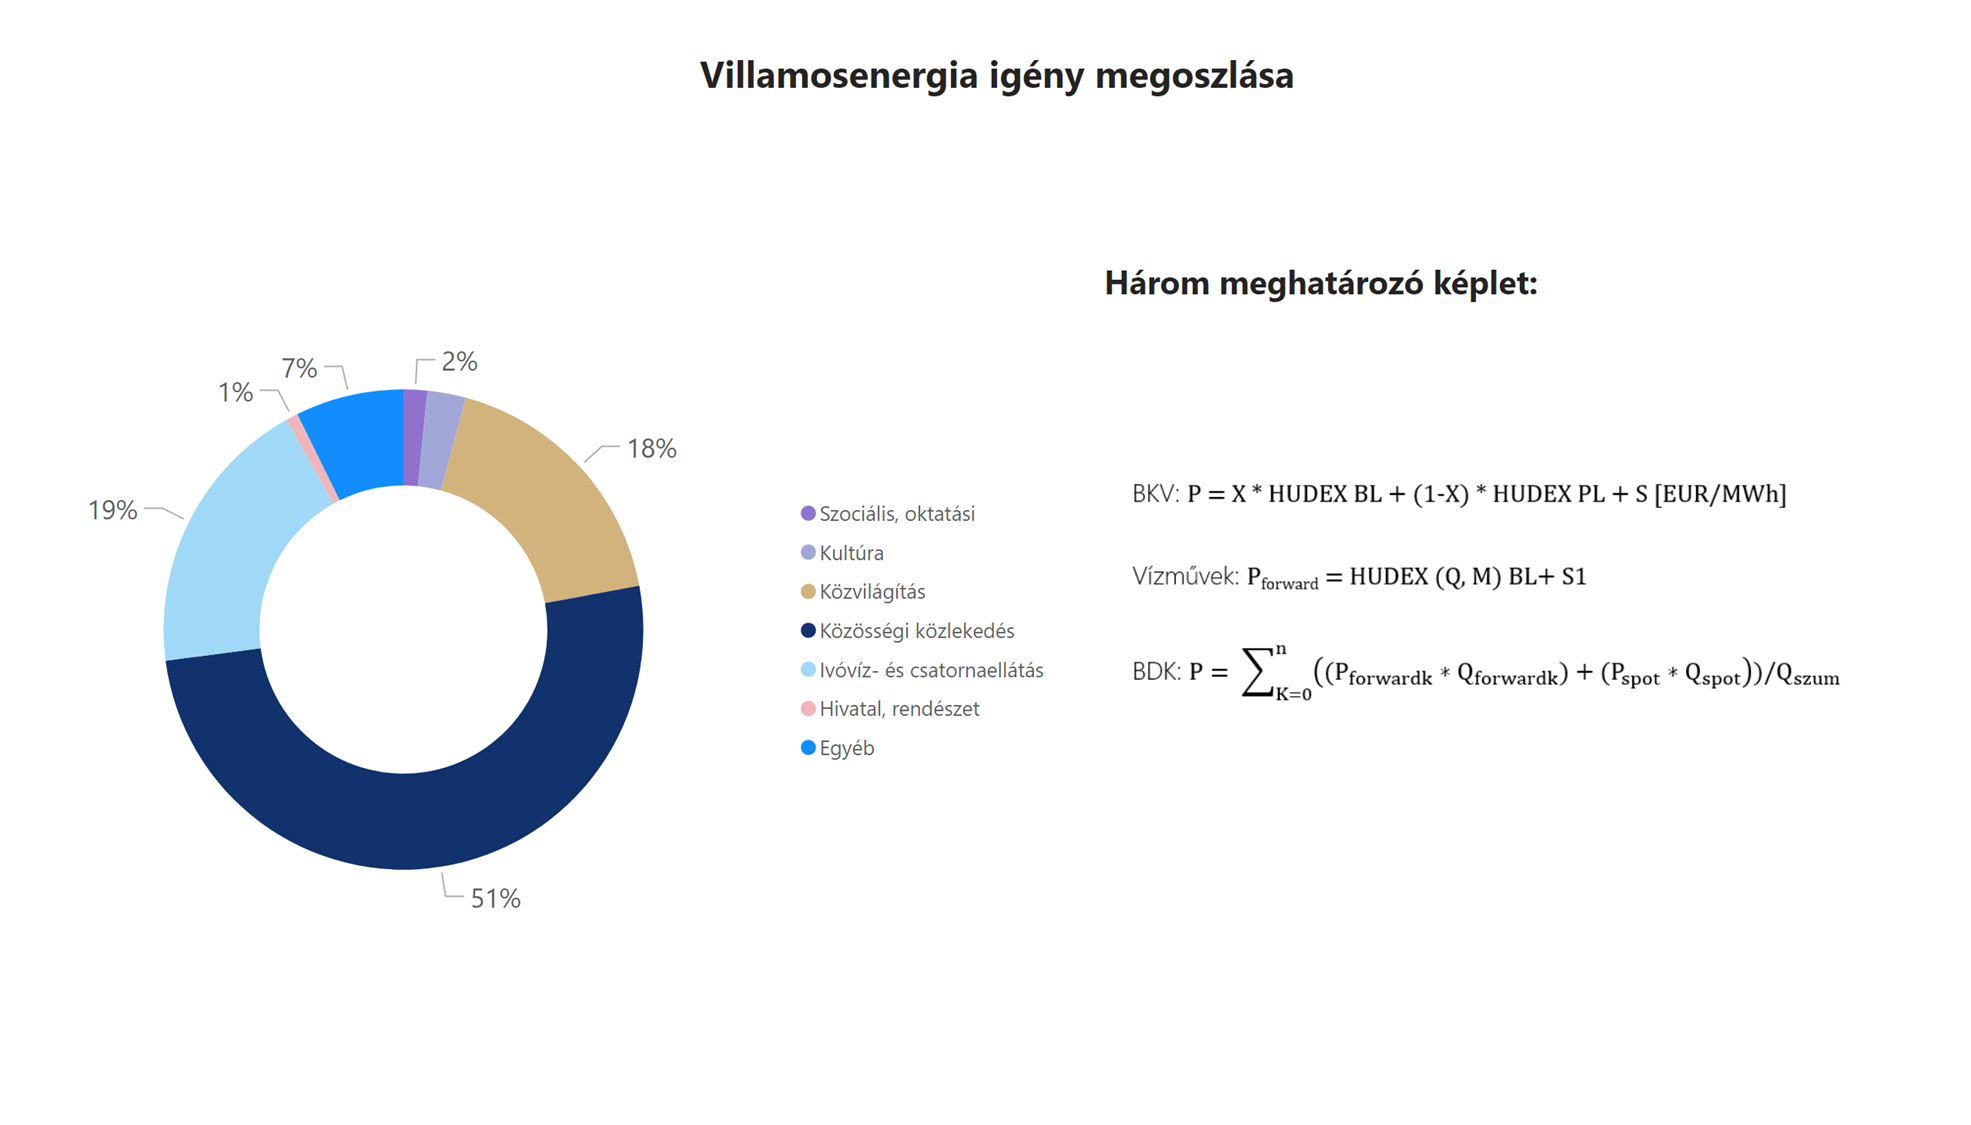 Villamosenergia igény megoszlása
Három meghatározó képlet:
7%
2%
1%
18%
19%
51%
Szociális, oktatási
Kultúra
Közvilágítás
Közösségi közlekedés
Ivóvíz- és csatornaellátás
Hivatal, rendészet
Egyéb
BKV: P = X * HUDEX BL + (1-X) * HUDEX PL + S [EUR/MWh]
Vízművek: Pforward = HUDEX (Q, M) BL+ S1
BDK: P = ∑ n K=0 ((Pforwardk * Qforwardk) + (Pspot * Qspot))/Qszum